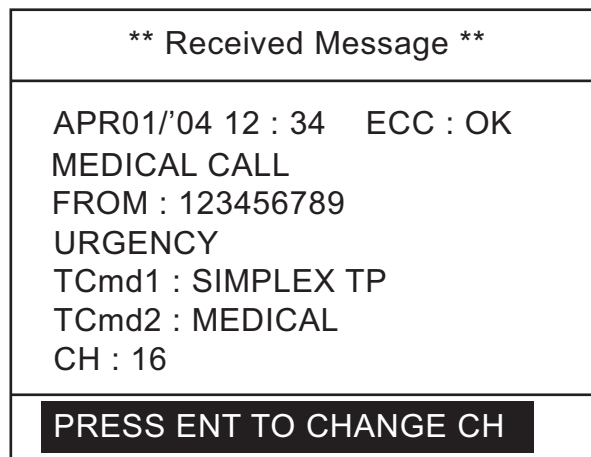 ** Received Message **
APR01/'04 12 : 34 ECC : OK
MEDICAL CALL
FROM : 123456789
URGENCY
TCmd1 : SIMPLEX TP
TCmd2 : MEDICAL
CH : 16
PRESS ENT TO CHANGE CH